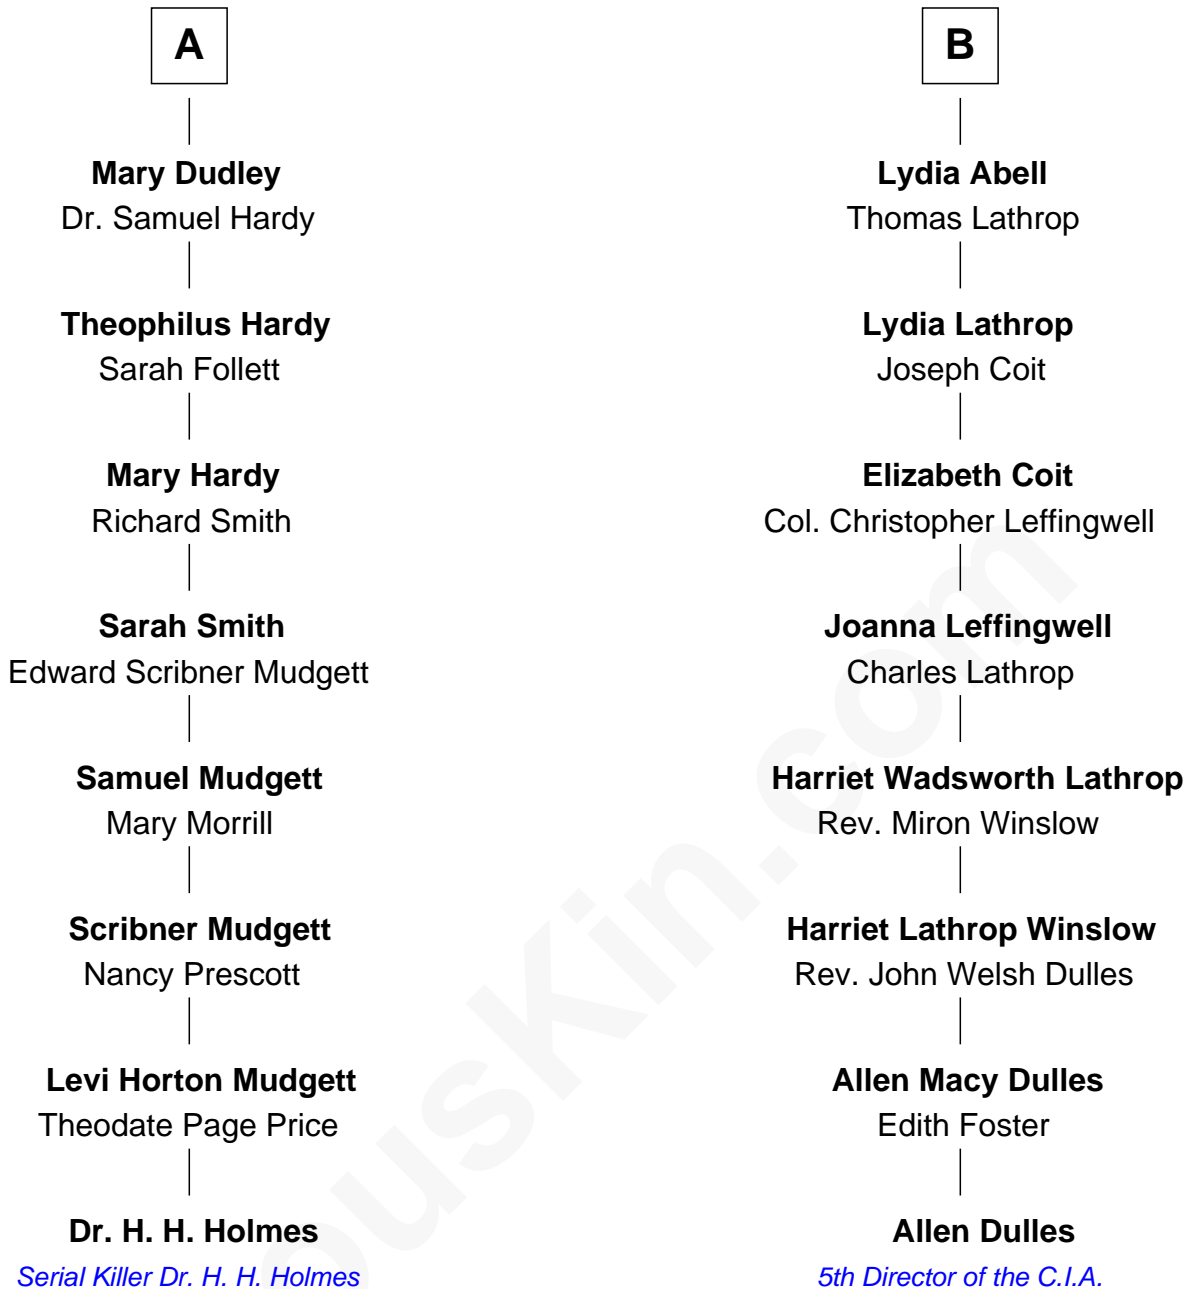 A
Mary Dudley
Dr. Samuel Hardy
Theophilus Hardy
Sarah Follett
Mary Hardy
Richard Smith
Sarah Smith
Edward Scribner Mudgett
Samuel Mudgett
Mary Morrill
Scribner Mudgett
Nancy Prescott
Levi Horton Mudgett
Theodate Page Price
Dr. H. H. Holmes
Serial Killer Dr. H. H. Holmes
B
Lydia Abell
Thomas Lathrop
Lydia Lathrop
Joseph Coit
Elizabeth Coit
Col. Christopher Leffingwell
Joanna Leffingwell
Charles Lathrop
Harriet Wadsworth Lathrop
Rev. Miron Winslow
Harriet Lathrop Winslow
Rev. John Welsh Dulles
Allen Macy Dulles
Edith Foster
Allen Dulles
5th Director of the C.I.A.
ousKin.com